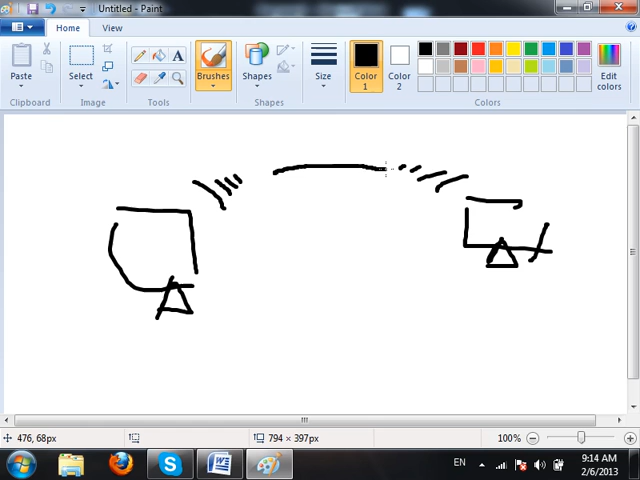 Untitled - Paint
Home
View
Paste
Select
Brushes
Shapes
Size
Color 1
Color 2
Edit colors
Clipboard
Image
Tools
Shapes
Colors
476, 68px
794 × 397px
100%
EN
9:14 AM
2/6/2013